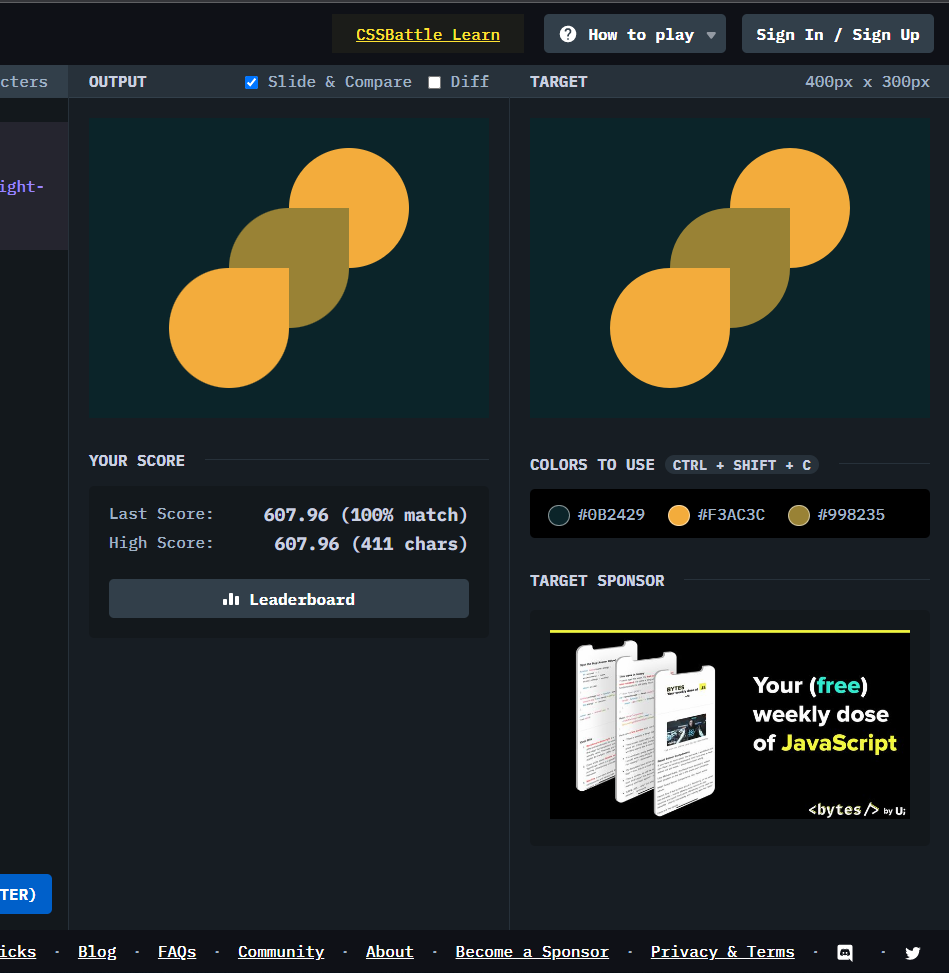 CSSBattle Learn
How to play
Sign In / Sign Up
cters
OUTPUT
Slide & Compare
Diff
TARGET
400px x 300px
ight-
YOUR SCORE
Last Score: 607.96 (100% match)
High Score: 607.96 (411 chars)
Leaderboard
COLORS TO USE
CTRL + SHIFT + C
#0B2429
#F3AC3C
#998235
TARGET SPONSOR
BYTES
Your (free)
weekly dose
of JavaScript
<bytes/> by Ui
TER)
icks · Blog · FAQs · Community · About · Become a Sponsor · Privacy & Terms · ·